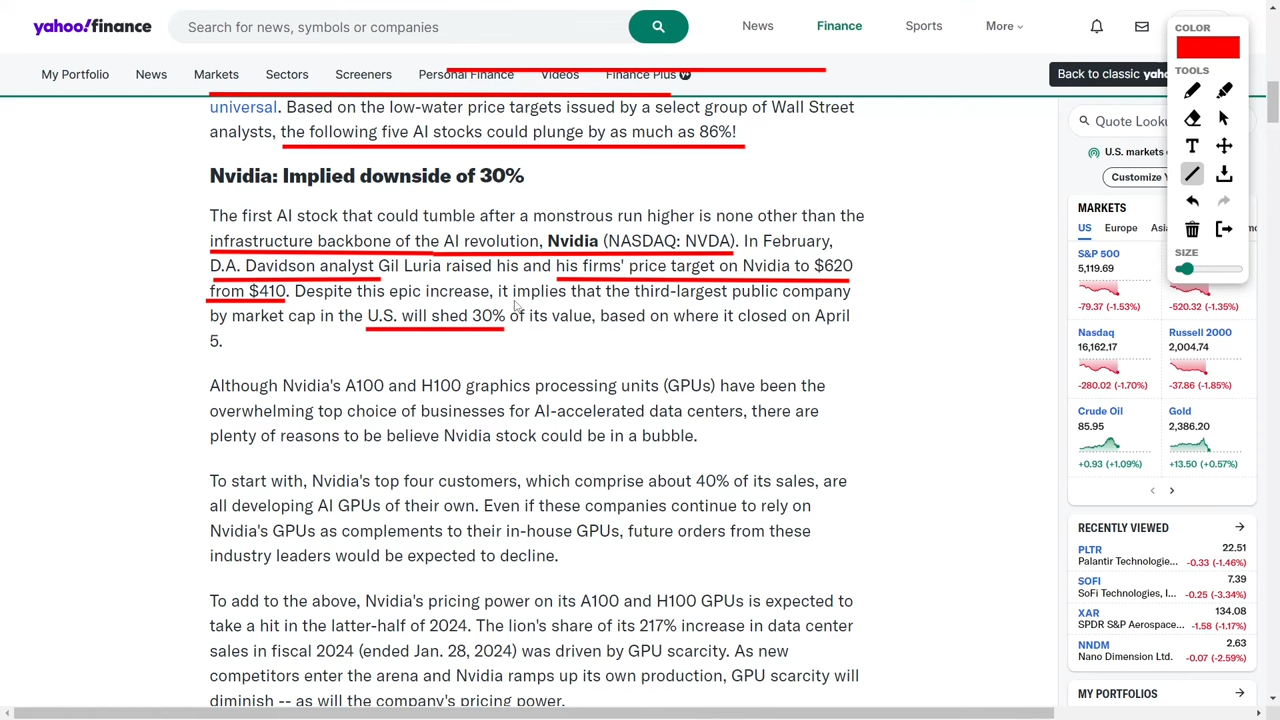 yahoo!finance
Search for news, symbols or companies
News
Finance
Sports
More
COLOR
TOOLS
SIZE
My Portfolio
News
Markets
Sectors
Screeners
Personal Finance
Videos
Finance Plus
Back to classic
universal. Based on the low-water price targets issued by a select group of Wall Street
analysts, the following five AI stocks could plunge by as much as 86%!
Nvidia: Implied downside of 30%
The first AI stock that could tumble after a monstrous run higher is none other than the
infrastructure backbone of the AI revolution, Nvidia (NASDAQ: NVDA). In February,
D.A. Davidson analyst Gil Luria raised his and his firms' price target on Nvidia to $620
from $410. Despite this epic increase, it implies that the third-largest public company
by market cap in the U.S. will shed 30% of its value, based on where it closed on April
5.
Although Nvidia's A100 and H100 graphics processing units (GPUs) have been the
overwhelming top choice of businesses for AI-accelerated data centers, there are
plenty of reasons to be believe Nvidia stock could be in a bubble.
To start with, Nvidia's top four customers, which comprise about 40% of its sales, are
all developing AI GPUs of their own. Even if these companies continue to rely on
Nvidia's GPUs as complements to their in-house GPUs, future orders from these
industry leaders would be expected to decline.
To add to the above, Nvidia's pricing power on its A100 and H100 GPUs is expected to
take a hit in the latter-half of 2024. The lion's share of its 217% increase in data center
sales in fiscal 2024 (ended Jan. 28, 2024) was driven by GPU scarcity. As new
competitors enter the arena and Nvidia ramps up its own production, GPU scarcity will
diminish -- as will the company's pricing power.
Quote
U.S. markets
Customize
MARKETS
US
Europe
S&P 500
5,119.69
-79.37 (-1.53%)
-520.32 (-1.35%)
Nasdaq
16,162.17
-280.02 (-1.70%)
Russell 2000
2,004.74
-37.86 (-1.85%)
Crude Oil
85.95
+0.93 (+1.09%)
Gold
2,386.20
+13.50 (+0.57%)
RECENTLY VIEWED
PLTR
22.51
Palantir Technologie...
-0.33 (-1.46%)
SOFI
7.39
SoFi Technologies, I...
-0.25 (-3.34%)
XAR
134.08
SPDR S&P Aerospace...
-1.58 (-1.17%)
NNDM
2.63
Nano Dimension Ltd.
-0.07 (-2.59%)
MY PORTFOLIOS